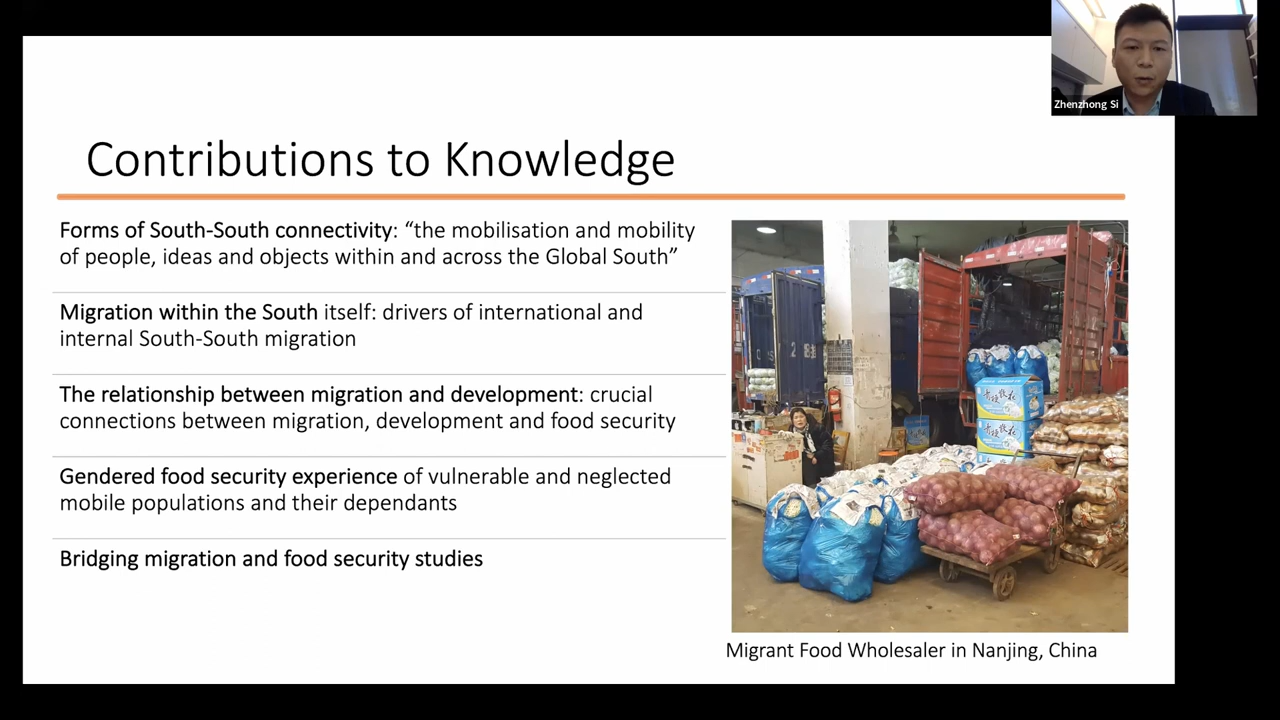 Zhenzhong Si
Contributions to Knowledge
Forms of South-South connectivity: “the mobilisation and mobility
of people, ideas and objects within and across the Global South”
Migration within the South itself: drivers of international and
internal South-South migration
The relationship between migration and development: crucial
connections between migration, development and food security
Gendered food security experience of vulnerable and neglected
mobile populations and their dependants
Bridging migration and food security studies
Migrant Food Wholesaler in Nanjing, China